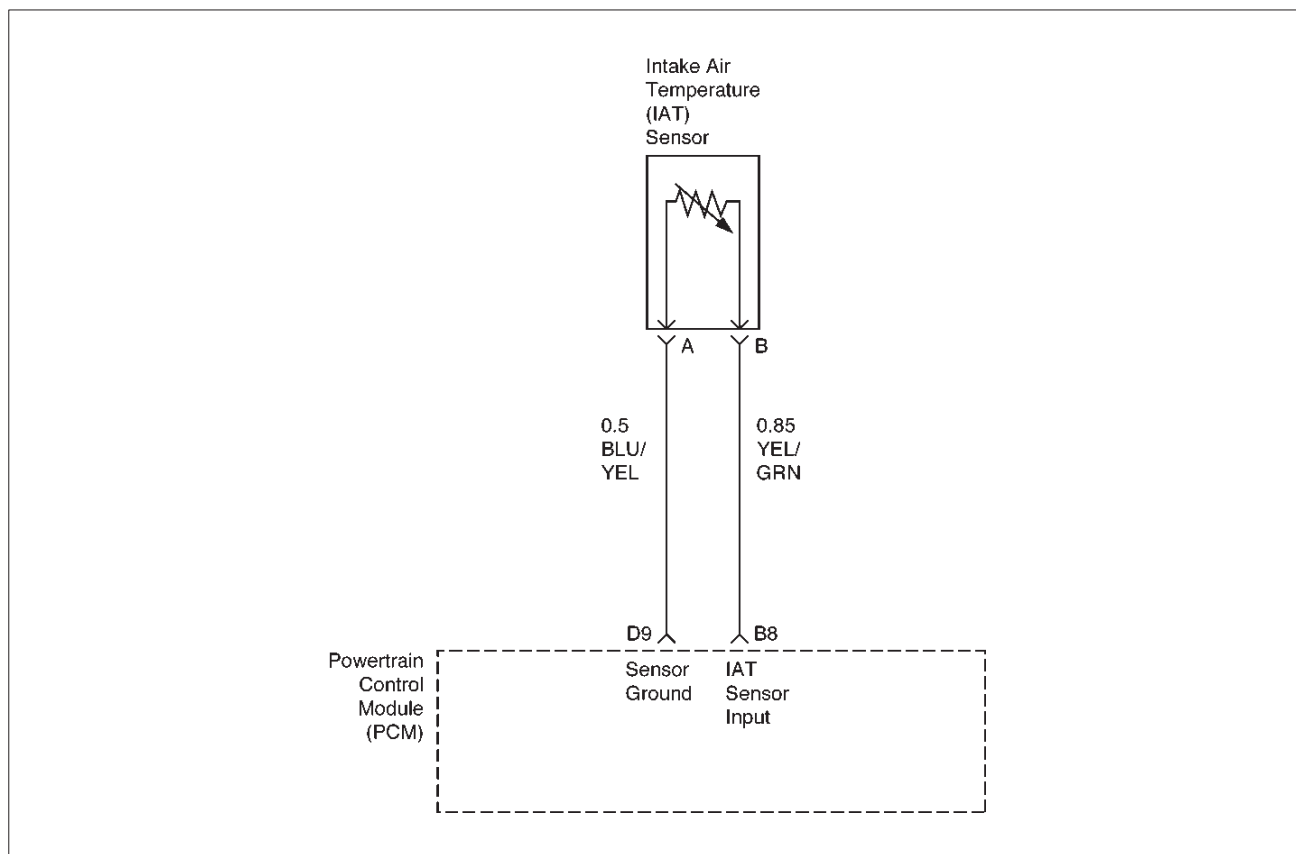 Intake Air
Temperature
(IAT)
Sensor
A
B
0.5
BLU/
YEL
0.85
YEL/
GRN
D9
B8
Powertrain
Control
Module
(PCM)
Sensor
Ground
IAT
Sensor
Input